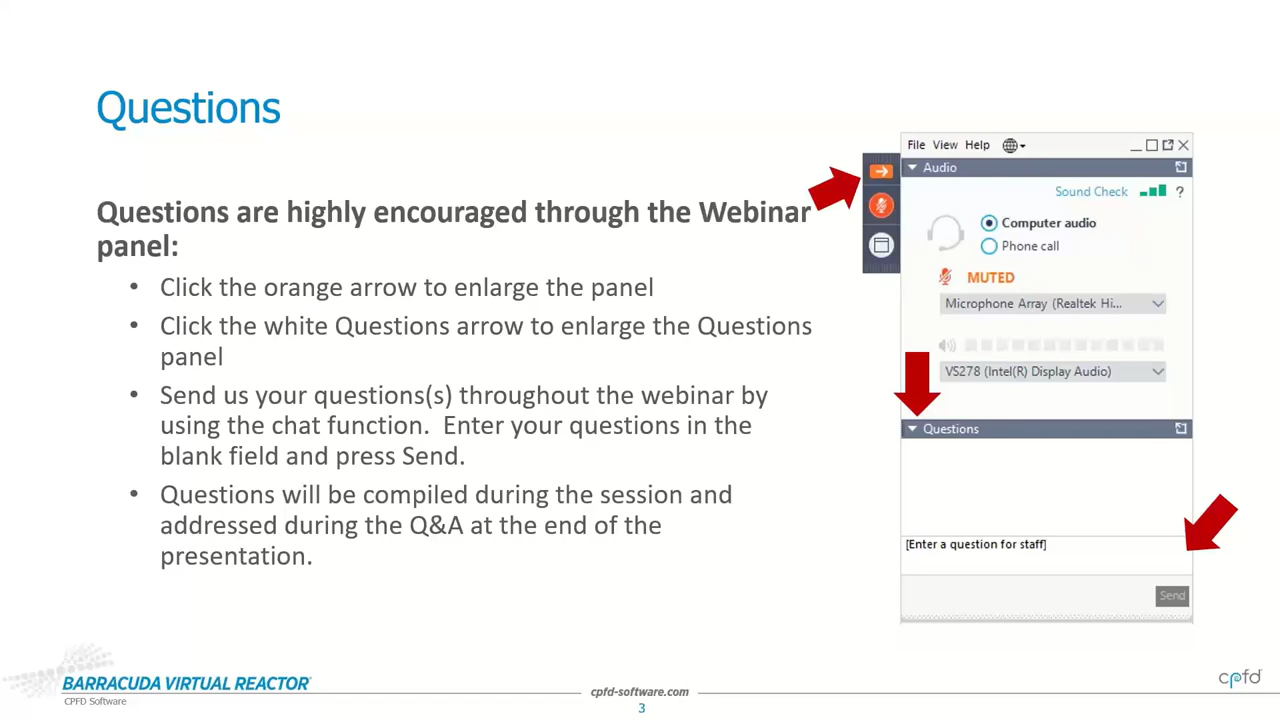 Questions
Questions are highly encouraged through the Webinar
panel:
• Click the orange arrow to enlarge the panel
• Click the white Questions arrow to enlarge the Questions
panel
• Send us your questions(s) throughout the webinar by
using the chat function.  Enter your questions in the
blank field and press Send.
• Questions will be compiled during the session and
addressed during the Q&A at the end of the
presentation.
File View Help
Audio
Sound Check ?
Computer audio
Phone call
MUTED
Microphone Array (Realtek Hi...
VS278 (Intel(R) Display Audio)
Questions
[Enter a question for staff]
Send
BARRACUDA VIRTUAL REACTOR
CPFD Software
cpfd-software.com
3
cpfd